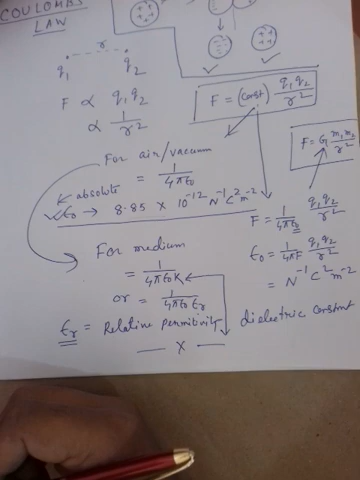 COULOMBS
LAW
r
q₁ q₂
F ∝ q₁q₂
∝ 1/r²
F = (const) q₁q₂/r²
F = G m₁m₂/r²
For air/vacuum
= 1/4πε₀
absolute
ε₀ → 8.85 × 10⁻¹² N⁻¹C²m⁻²
F = 1/4πε₀ q₁q₂/r²
ε₀ = 1/4πF q₁q₂/r²
= N⁻¹C²m⁻²
For medium
= 1/4πε₀K
or = 1/4πε₀εr
εr = Relative permitivity
dielectric constant
— x —